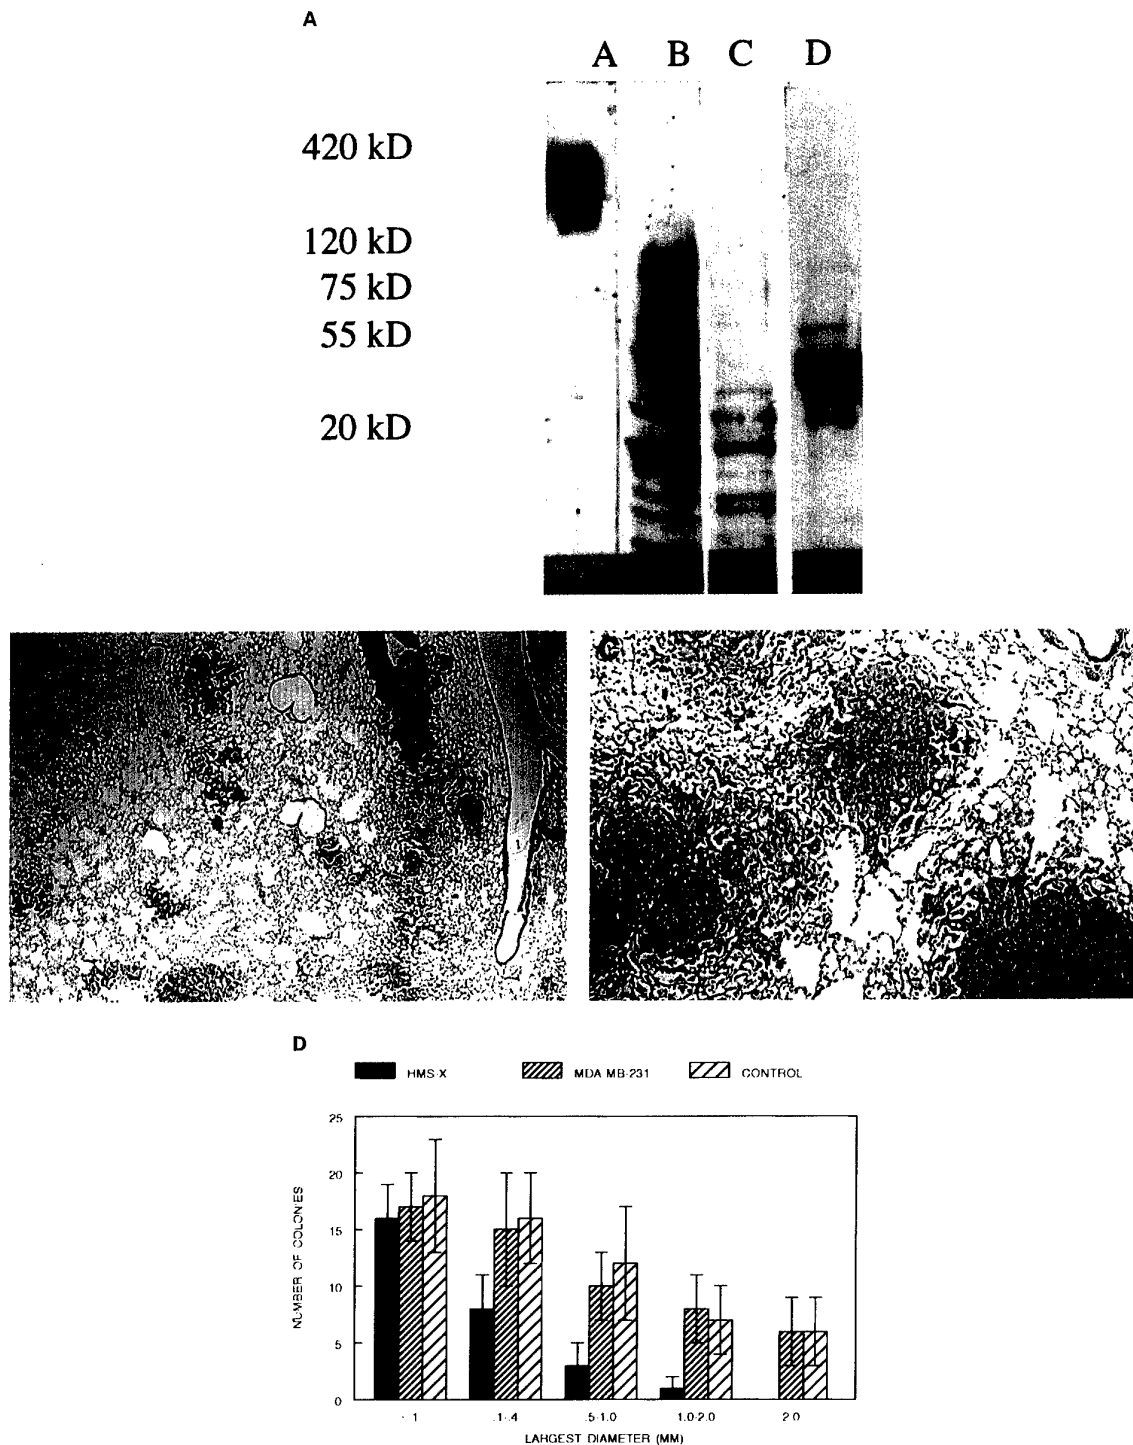 A
A B C D
420 kD
120 kD
75 kD
55 kD
20 kD
C
D
HMS-X MDA MB-231 CONTROL
25
20
15
10
5
0
NUMBER OF COLONIES
.1-.4 .5-1.0 1.0-2.0 2.0
LARGEST DIAMETER (MM)